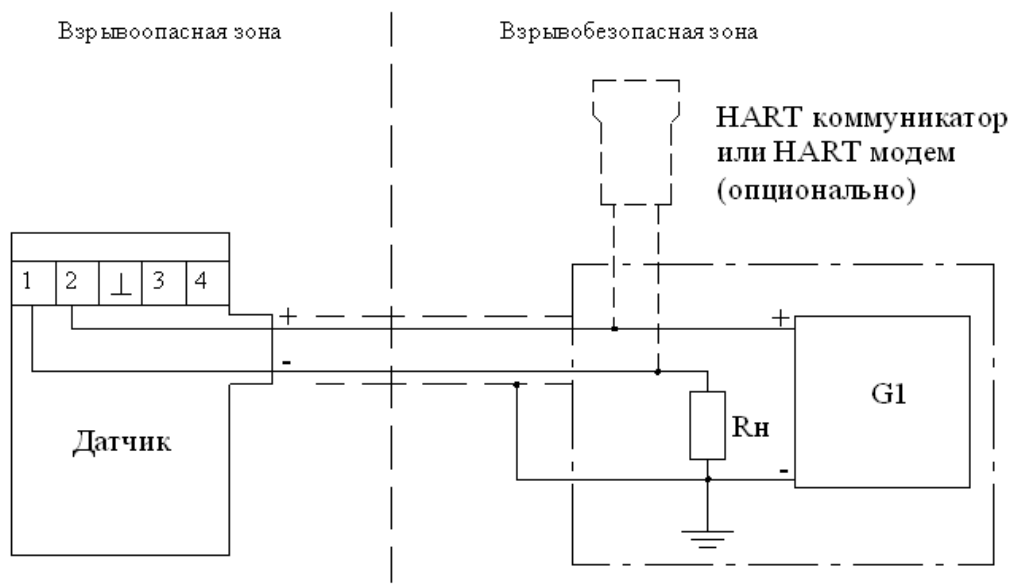 Взрывоопасная зона
Взрывобезопасная зона
HART коммуникатор
или HART модем
(опционально)
1 2 ⊥ 3 4
+
+
-
G1
Rн
Датчик
-